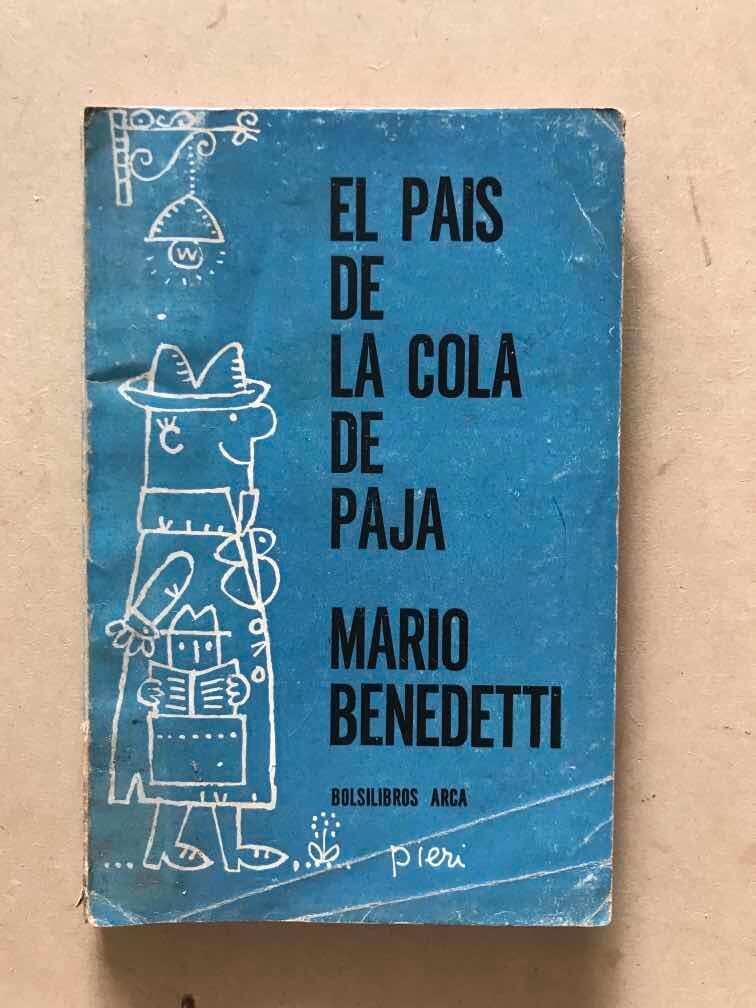 W
EL PAIS
DE
LA COLA
DE
PAJA
MARIO
BENEDETTI
BOLSILIBROS ARCA
pieri